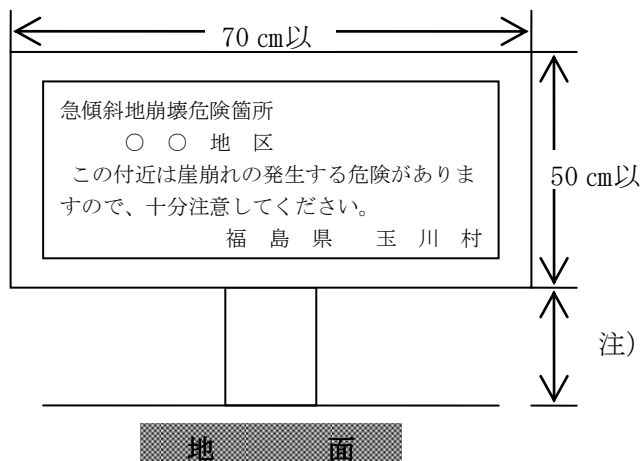 70 cm以
急傾斜地崩壊危険箇所
○ ○ 地 区
この付近は崖崩れの発生する危険がありま
すので、十分注意してください。
福 島 県 玉 川 村
50 cm以
注)
地 面